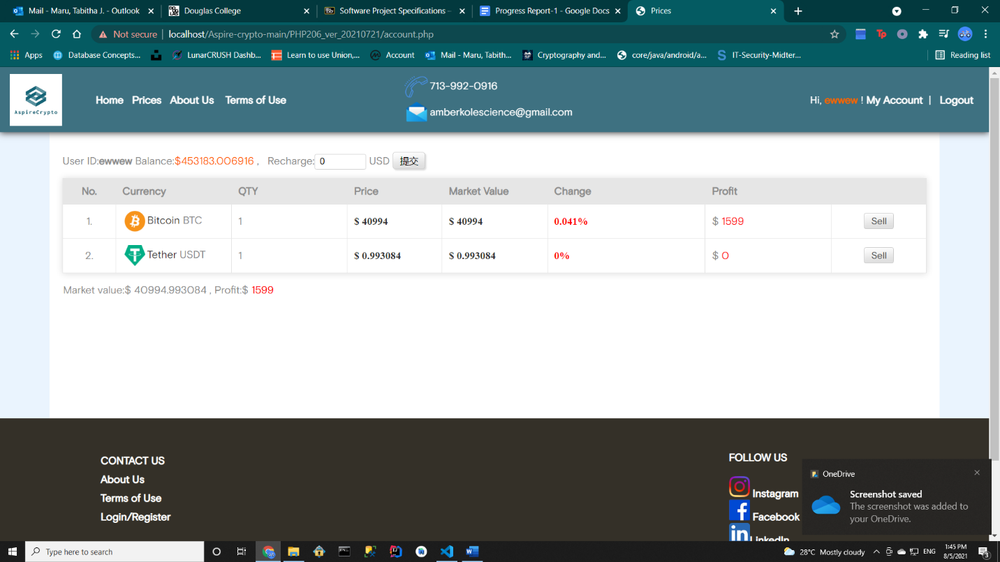 Mail - Maru, Tabitha J. - Outlook
Douglas College
Software Project Specifications –
Progress Report-1 - Google Docs
Prices
Not secure | localhost/Aspire-crypto-main/PHP206_ver_20210721/account.php
Apps
Database Concepts...
LunarCRUSH Dashb...
Learn to use Union,...
Account
Mail - Maru, Tabith...
Cryptography and...
core/java/android/a...
IT-Security-Midter...
Reading list
AspireCrypto
Home Prices About Us Terms of Use
713-992-0916
amberkolescience@gmail.com
Hi, ewwew ! My Account | Logout
User ID:ewwew Balance:$453183.006916 , Recharge: 0 USD 提交
No. Currency QTY Price Market Value Change Profit
1. Bitcoin BTC 1 $ 40994 $ 40994 0.041% $ 1599 Sell
2. Tether USDT 1 $ 0.993084 $ 0.993084 0% $ 0 Sell
Market value:$ 40994.993084 , Profit:$ 1599
CONTACT US
About Us
Terms of Use
Login/Register
FOLLOW US
Instagram
Facebook
LinkedIn
OneDrive
Screenshot saved
The screenshot was added to
your OneDrive.
Type here to search
28°C Mostly cloudy
ENG
1:45 PM
8/5/2021
3